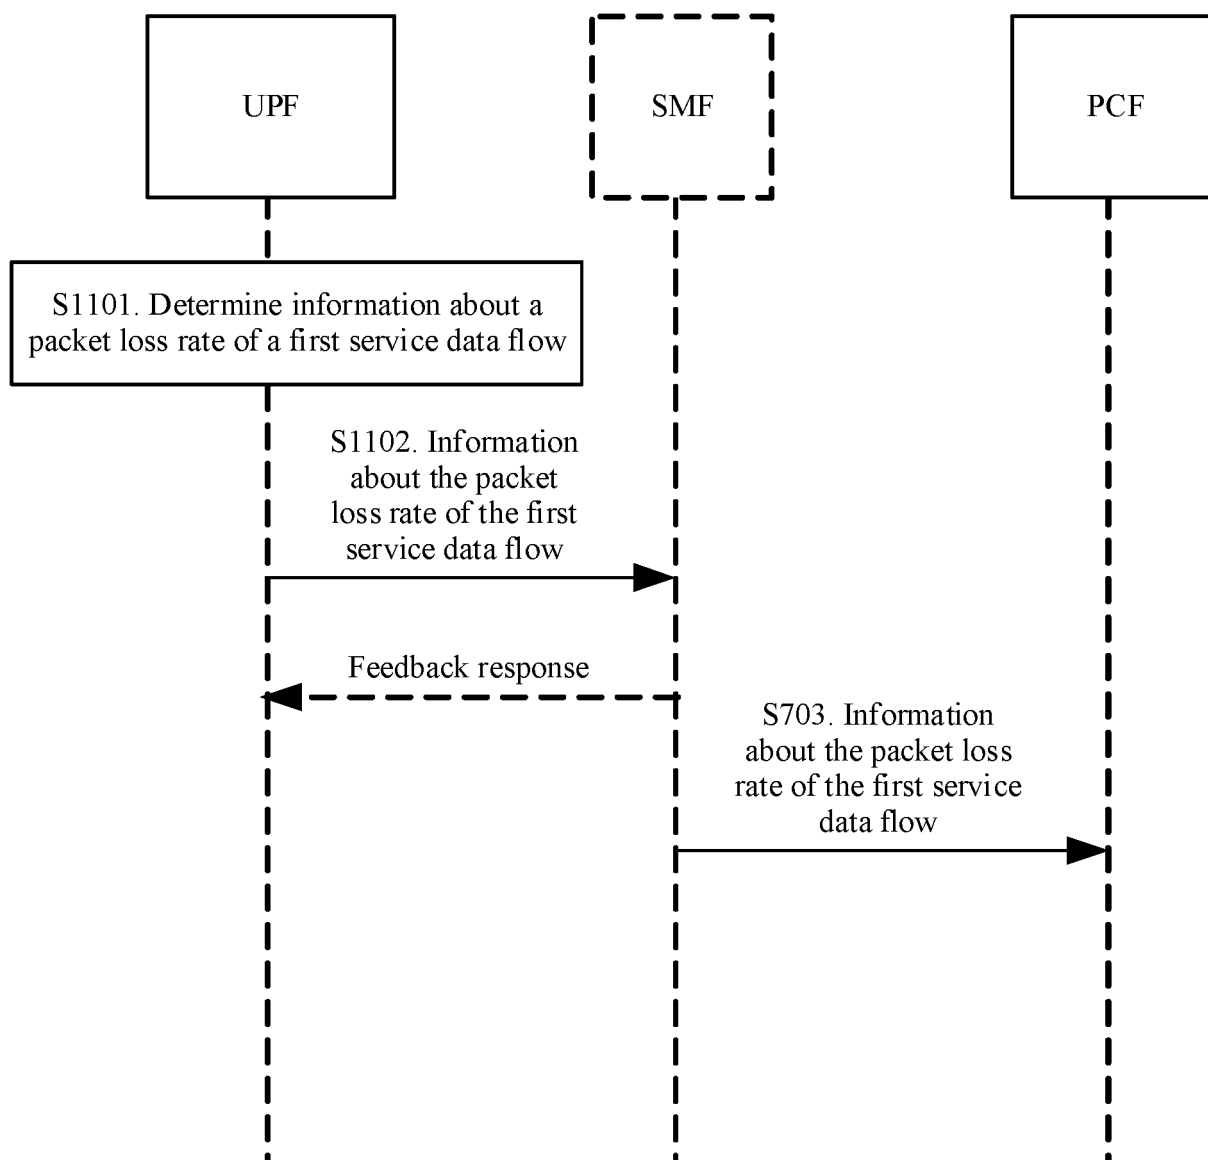 UPF
SMF
PCF
S1101. Determine information about a
packet loss rate of a first service data flow
S1102. Information
about the packet
loss rate of the first
service data flow
Feedback response
S703. Information
about the packet loss
rate of the first service
data flow